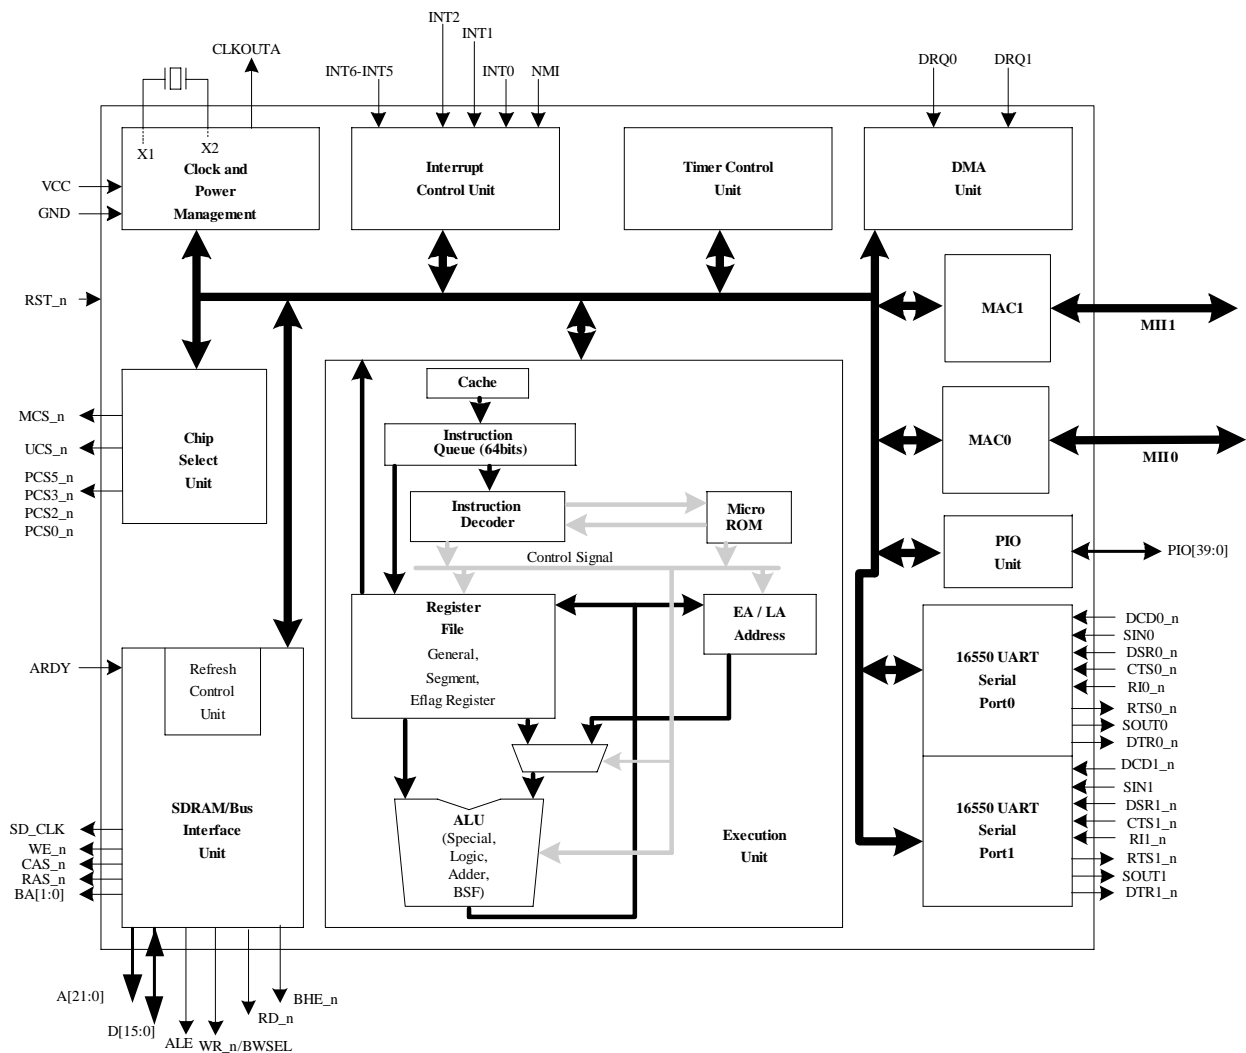 CLKOUTA
INT2
INT1
INT6-INT5
INT0
NMI
DRQ0
DRQ1
X1
X2
Clock and
Power
Management
VCC
GND
Interrupt
Control Unit
Timer Control
Unit
DMA
Unit
RST_n
MAC1
MII1
MAC0
MII0
MCS_n
UCS_n
PCS5_n
PCS3_n
PCS2_n
PCS0_n
Chip
Select
Unit
Cache
Instruction
Queue (64bits)
Instruction
Decoder
Micro
ROM
Control Signal
PIO
Unit
PIO[39:0]
Register
File
General,
Segment,
Eflag Register
EA / LA
Address
ARDY
Refresh
Control
Unit
SDRAM/Bus
Interface
Unit
SD_CLK
WE_n
CAS_n
RAS_n
BA[1:0]
ALU
(Special,
Logic,
Adder,
BSF)
Execution
Unit
16550 UART
Serial
Port0
DCD0_n
SIN0
DSR0_n
CTS0_n
RI0_n
RTS0_n
SOUT0
DTR0_n
16550 UART
Serial
Port1
DCD1_n
SIN1
DSR1_n
CTS1_n
RI1_n
RTS1_n
SOUT1
DTR1_n
A[21:0]
D[15:0]
ALE
WR_n/BWSEL
RD_n
BHE_n